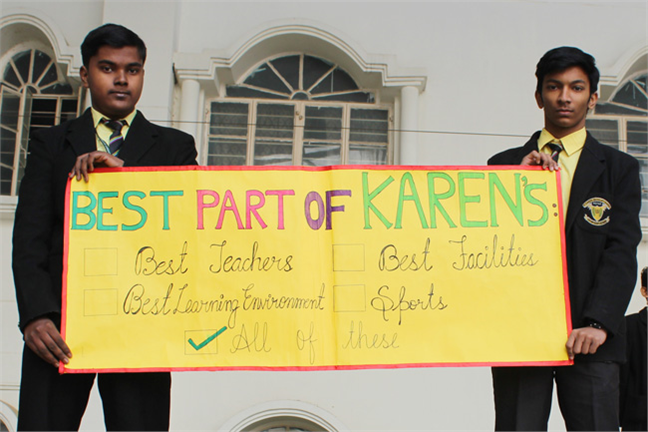 BEST PART OF KAREN's:
Best Teachers
Best Facilities
Best Learning Environment
Sports
All of these